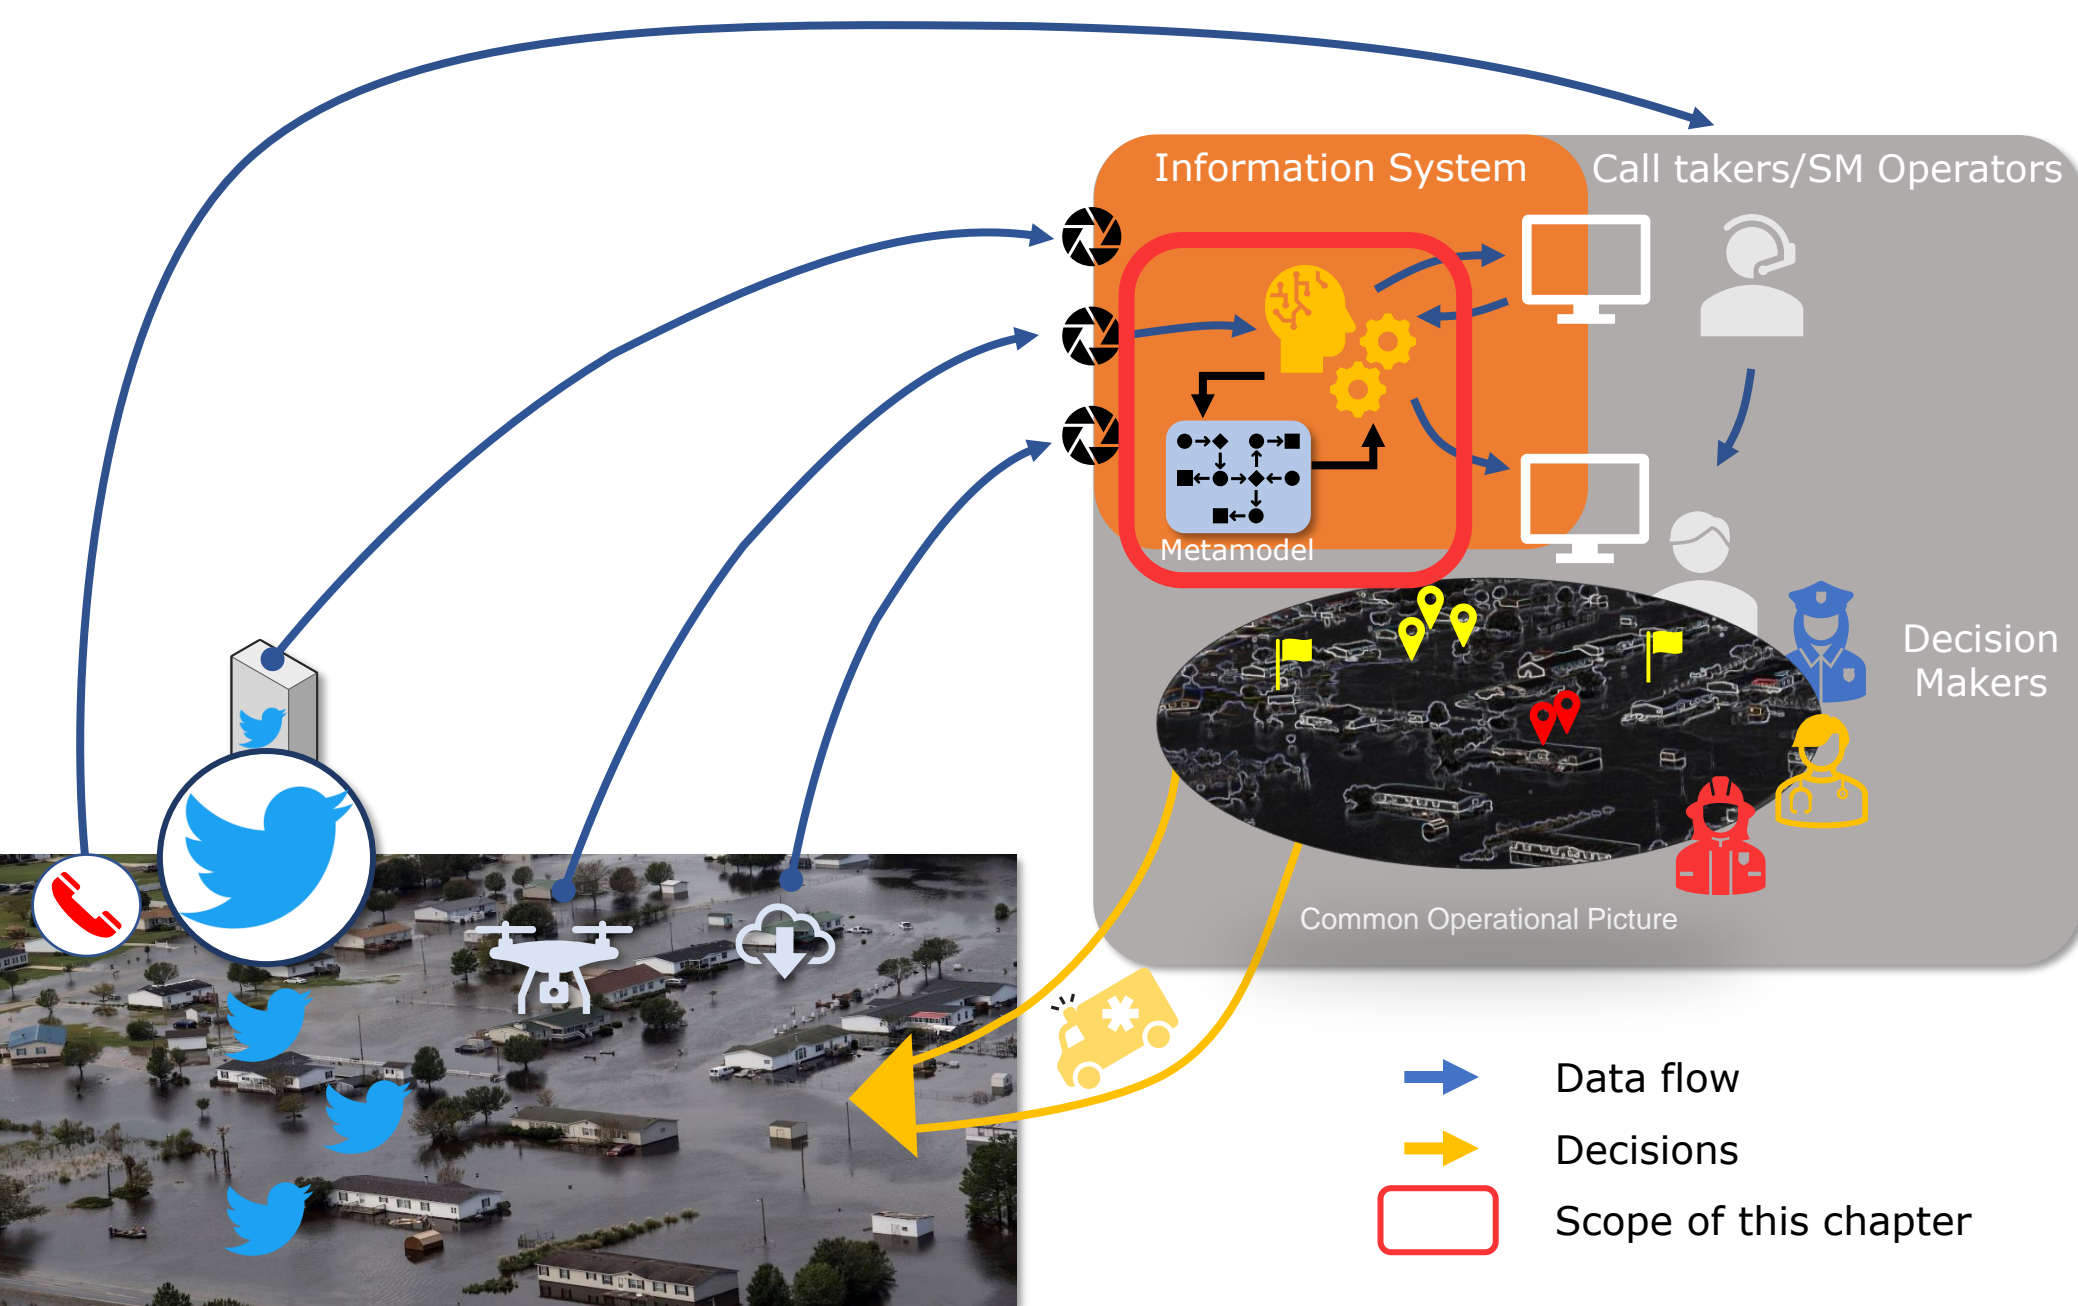 Information System
Call takers/SM Operators
Metamodel
Decision
Makers
Common Operational Picture
Data flow
Decisions
Scope of this chapter